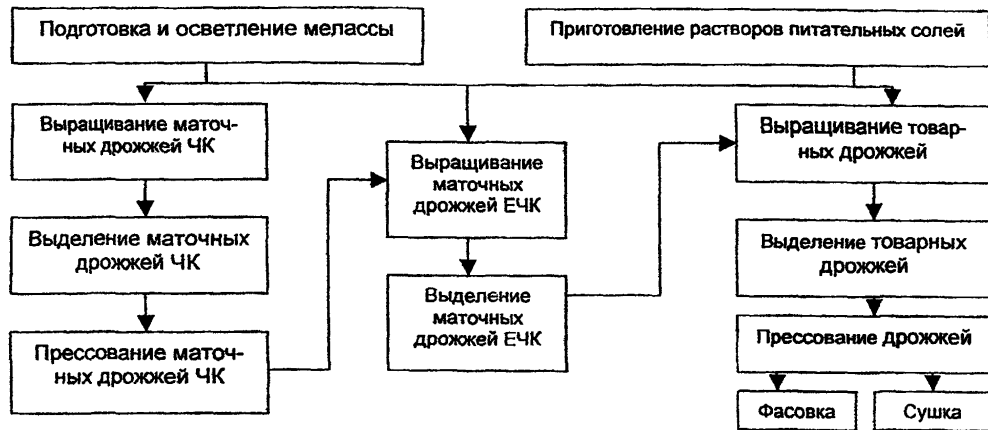 Подготовка и осветление мелассы
Приготовление растворов питательных солей
Выращивание маточ-
ных дрожжей ЧК
Выделение маточных
дрожжей ЧК
Прессование маточ-
ных дрожжей ЧК
Выращивание
маточных
дрожжей ЕЧК
Выделение
маточных
дрожжей ЕЧК
Выращивание товар-
ных дрожжей
Выделение товарных
дрожжей
Прессование дрожжей
Фасовка
Сушка